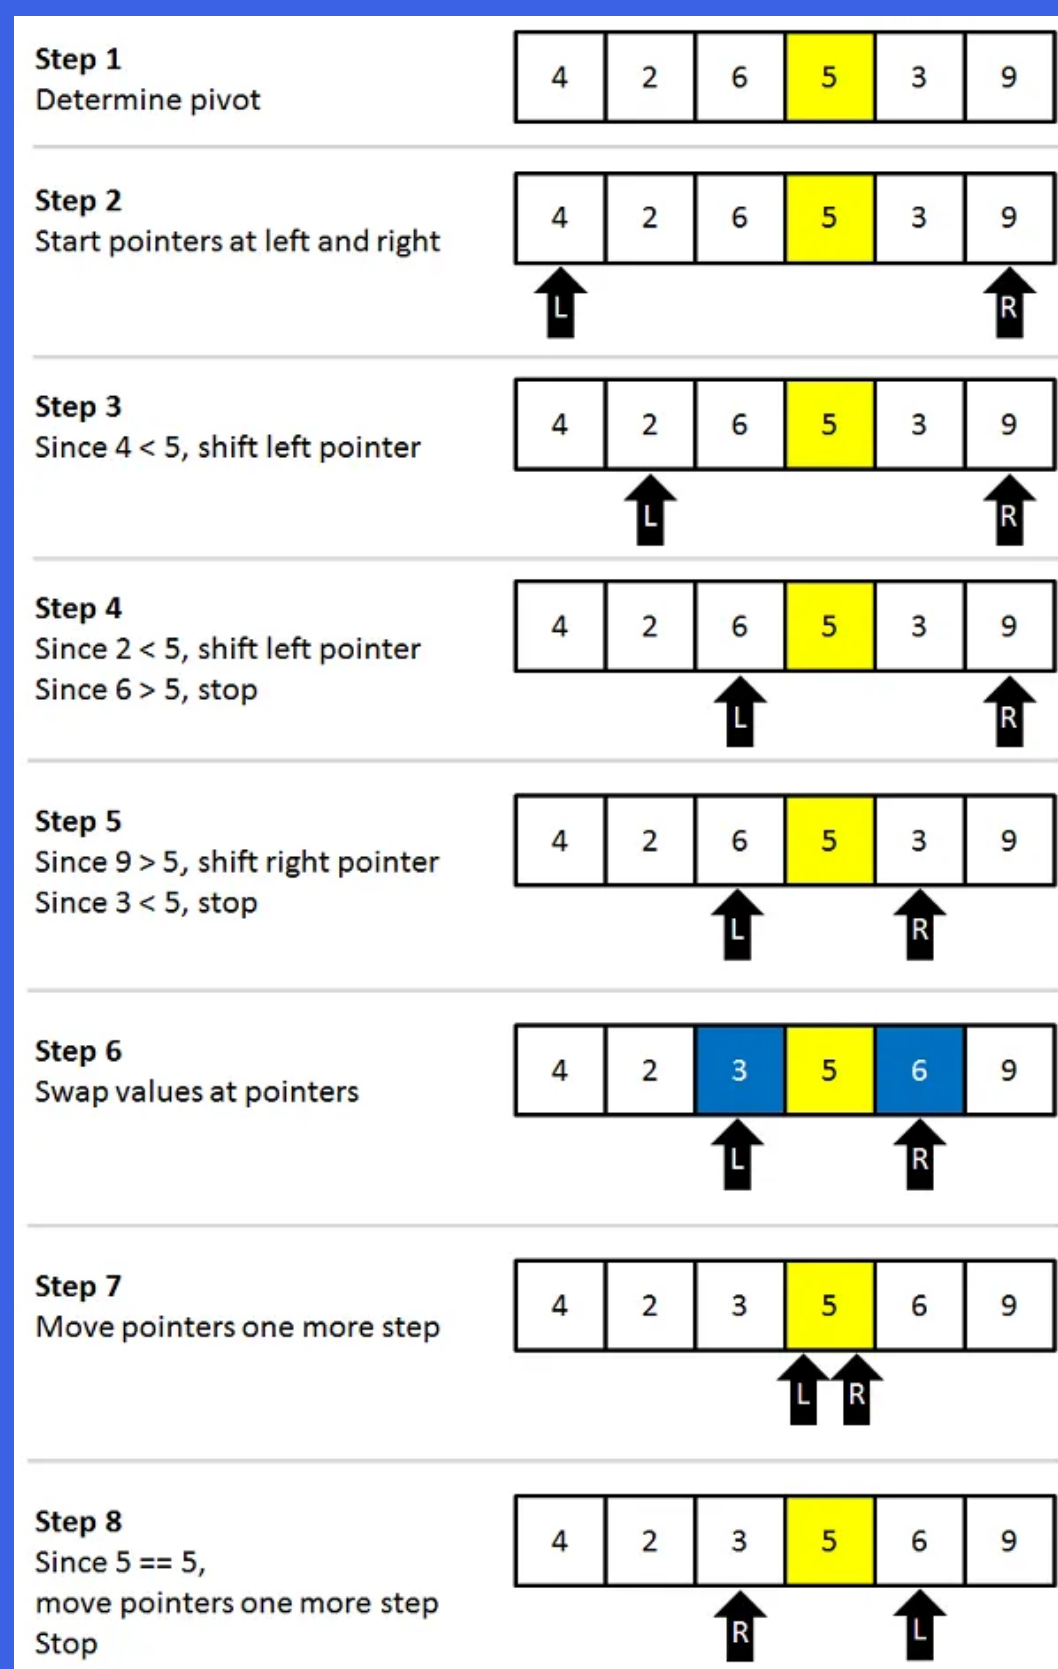 Step 1
Determine pivot
4 2 6 5 3 9
Step 2
Start pointers at left and right
4 2 6 5 3 9
L R
Step 3
Since 4 < 5, shift left pointer
4 2 6 5 3 9
L R
Step 4
Since 2 < 5, shift left pointer
Since 6 > 5, stop
4 2 6 5 3 9
L R
Step 5
Since 9 > 5, shift right pointer
Since 3 < 5, stop
4 2 6 5 3 9
L R
Step 6
Swap values at pointers
4 2 3 5 6 9
L R
Step 7
Move pointers one more step
4 2 3 5 6 9
L R
Step 8
Since 5 == 5,
move pointers one more step
Stop
4 2 3 5 6 9
R L